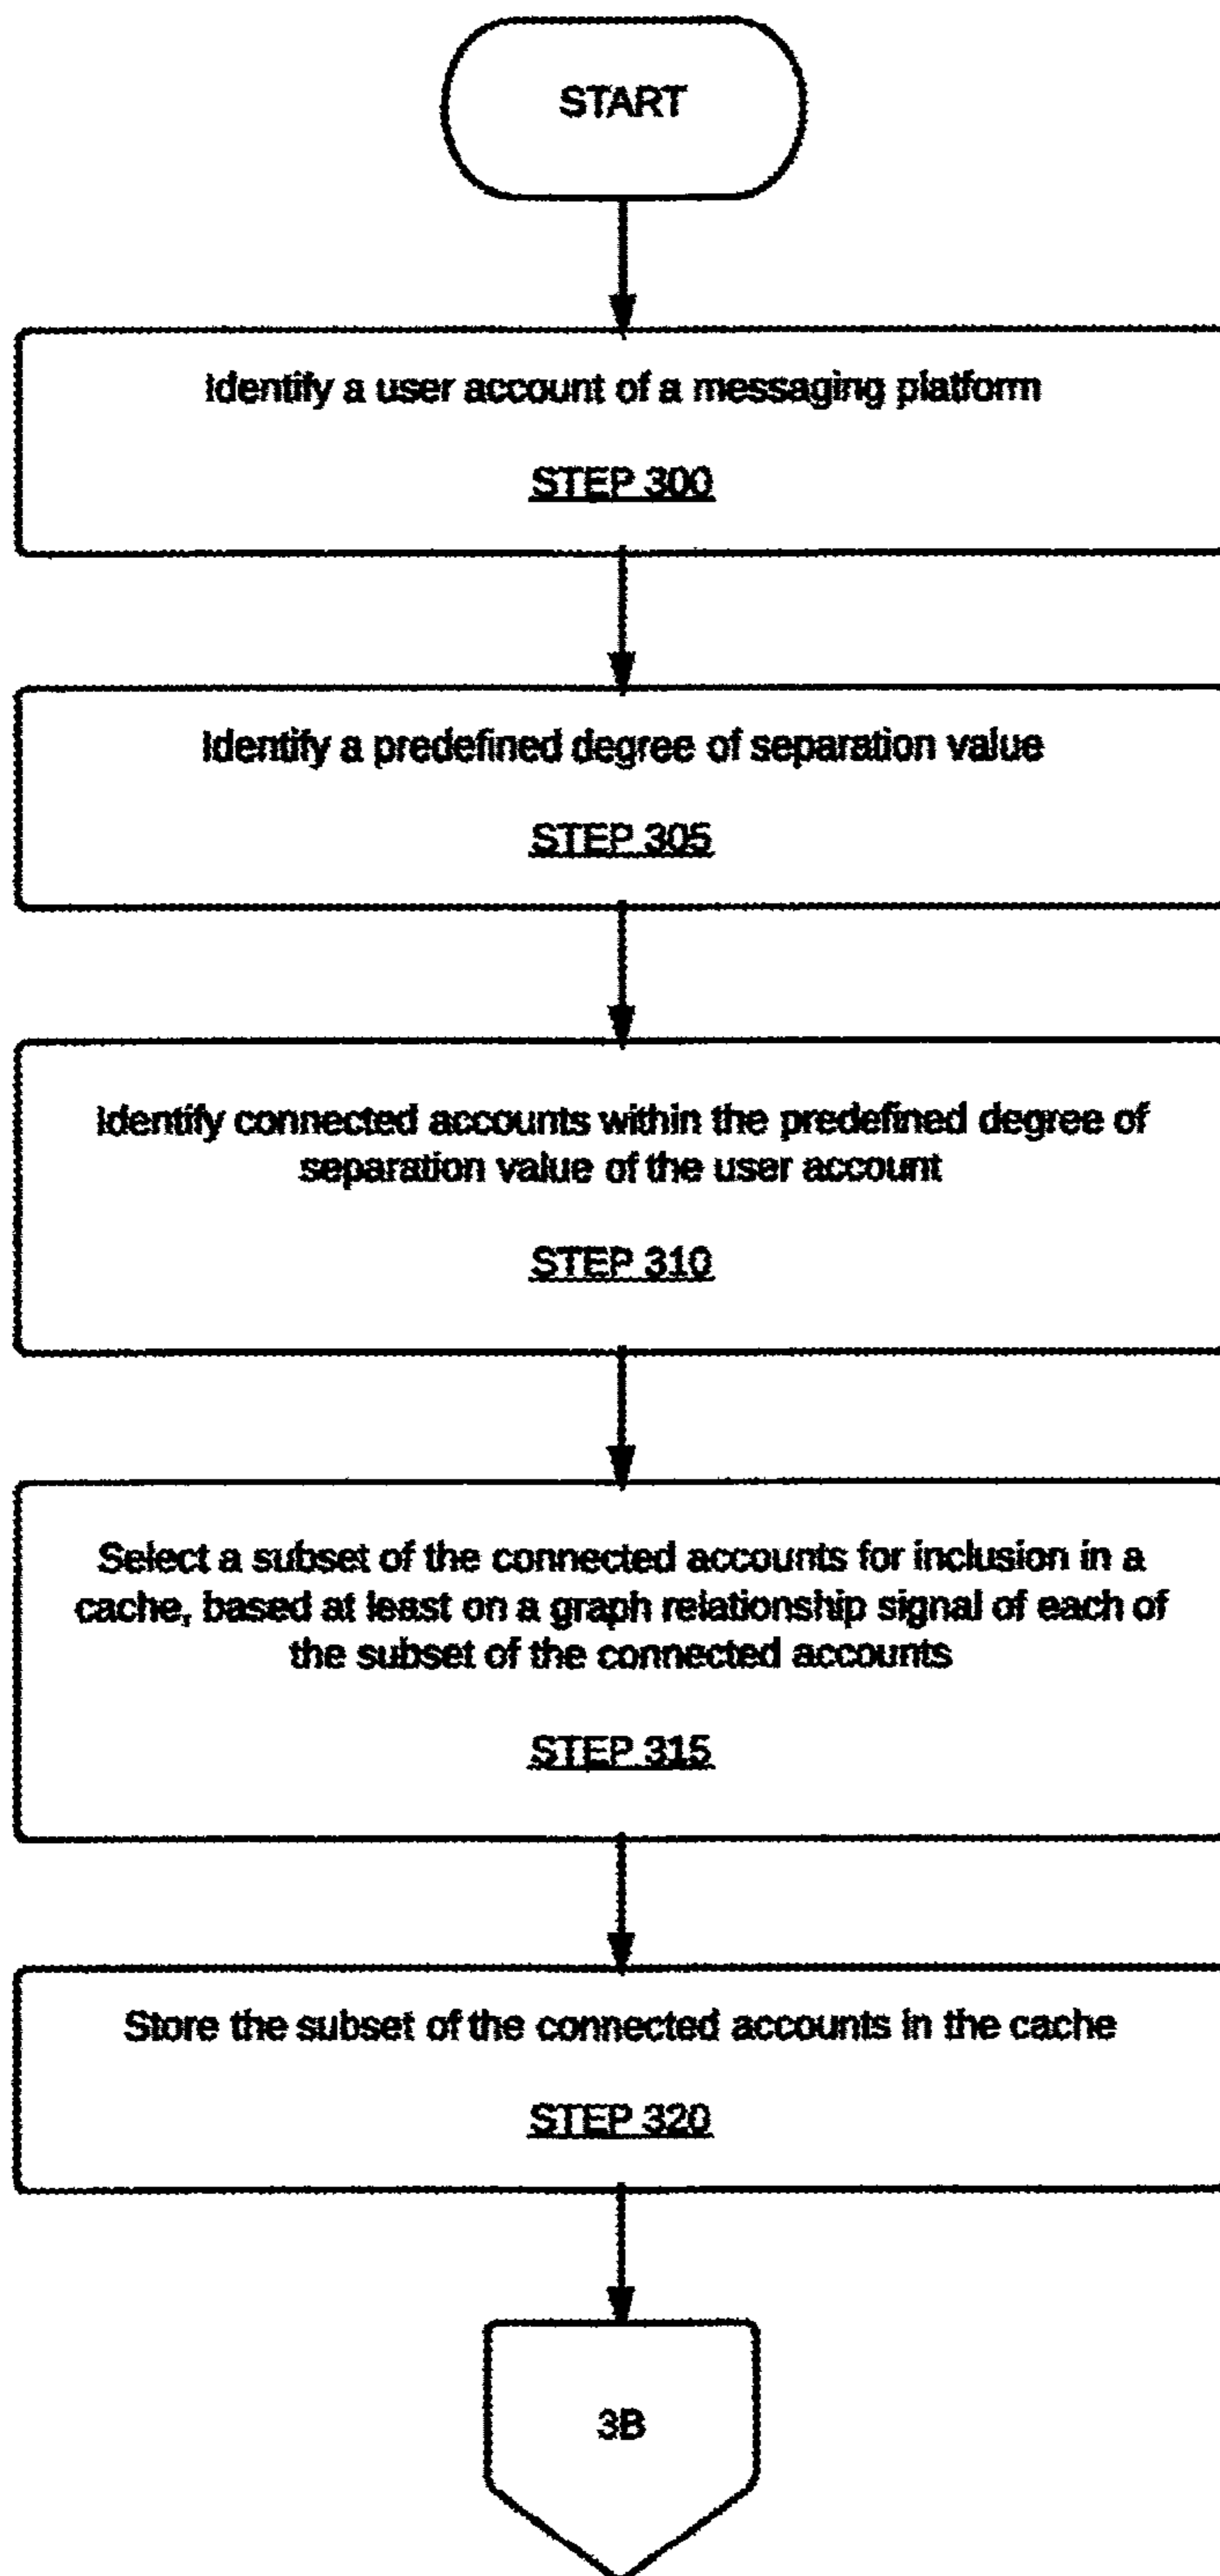 START
Identify a user account of a messaging platform
STEP 300
Identify a predefined degree of separation value
STEP 305
Identify connected accounts within the predefined degree of
separation value of the user account
STEP 310
Select a subset of the connected accounts for inclusion in a
cache, based at least on a graph relationship signal of each of
the subset of the connected accounts
STEP 315
Store the subset of the connected accounts in the cache
STEP 320
3B